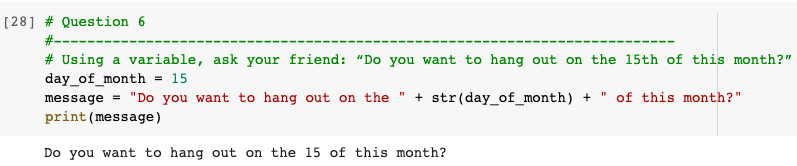 [28] # Question 6
#---------------------------------------------------------------------------
# Using a variable, ask your friend: “Do you want to hang out on the 15th of this month?”
day_of_month = 15
message = "Do you want to hang out on the " + str(day_of_month) + " of this month?"
print(message)
Do you want to hang out on the 15 of this month?